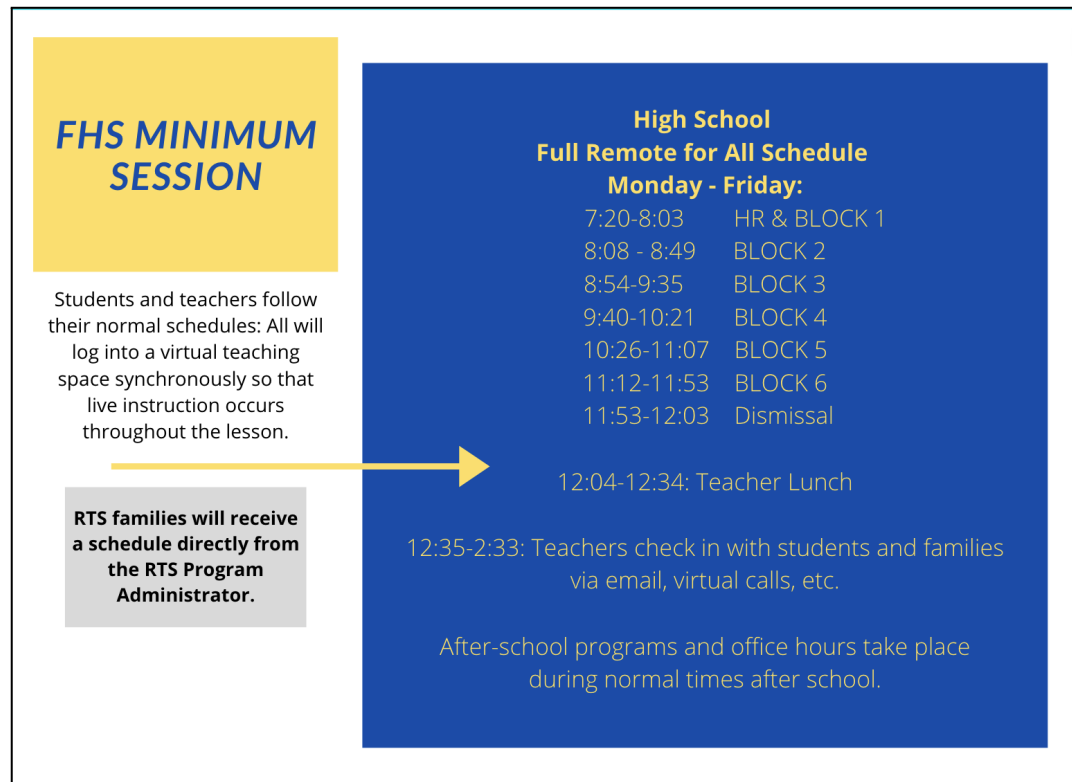 FHS MINIMUM
SESSION
Students and teachers follow
their normal schedules: All will
log into a virtual teaching
space synchronously so that
live instruction occurs
throughout the lesson.
RTS families will receive
a schedule directly from
the RTS Program
Administrator.
High School
Full Remote for All Schedule
Monday - Friday:
7:20-8:03 HR & BLOCK 1
8:08 - 8:49 BLOCK 2
8:54-9:35 BLOCK 3
9:40-10:21 BLOCK 4
10:26-11:07 BLOCK 5
11:12-11:53 BLOCK 6
11:53-12:03 Dismissal
12:04-12:34: Teacher Lunch
12:35-2:33: Teachers check in with students and families
via email, virtual calls, etc.
After-school programs and office hours take place
during normal times after school.